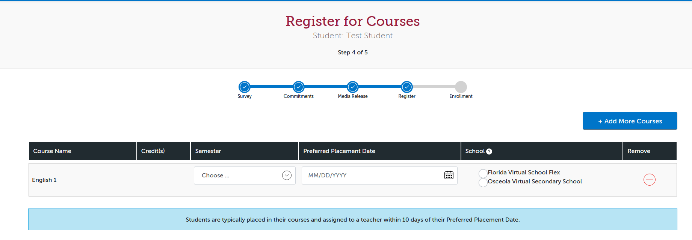 Register for Courses
Student: Test Student
Step 4 of 5
Survey Commitments Media Release Register Enrollment
+ Add More Courses
Course Name Credit(s) Semester Preferred Placement Date School Remove
English 1 Choose... MM/DD/YYYY Florida Virtual School Flex
Osceola Virtual Secondary School
Students are typically placed in their courses and assigned to a teacher within 10 days of their Preferred Placement Date.